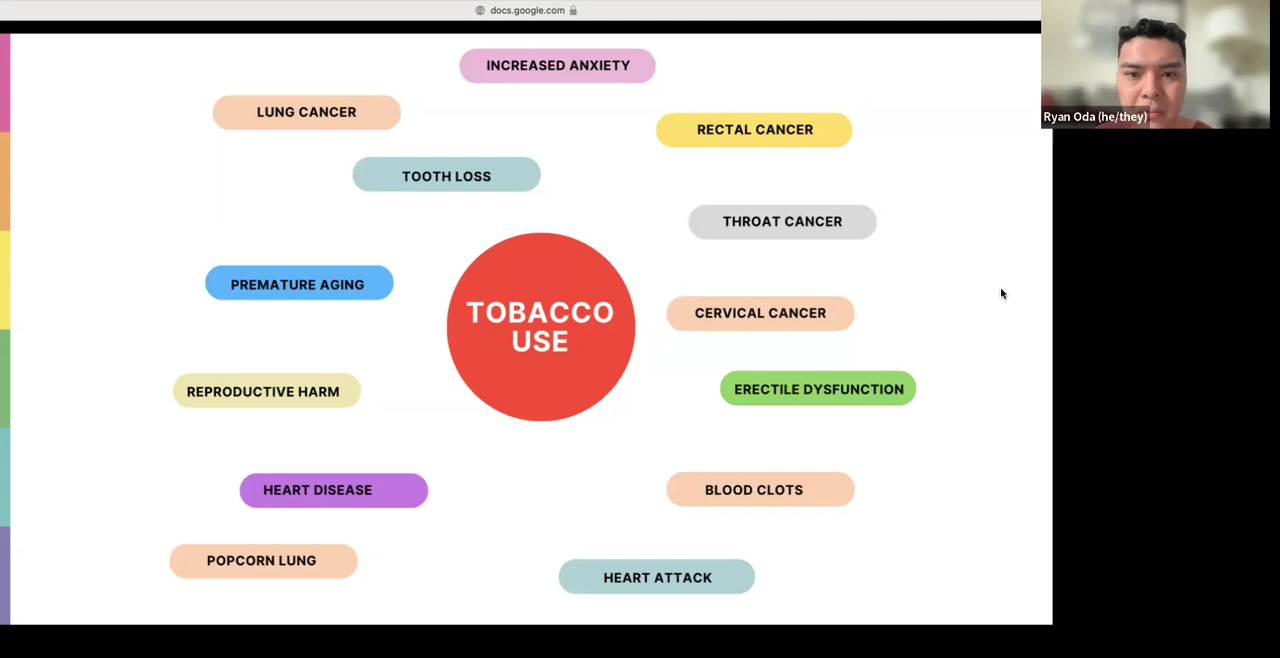 docs.google.com
INCREASED ANXIETY
LUNG CANCER
RECTAL CANCER
Ryan Oda (he/they)
TOOTH LOSS
THROAT CANCER
PREMATURE AGING
TOBACCO
USE
CERVICAL CANCER
REPRODUCTIVE HARM
ERECTILE DYSFUNCTION
HEART DISEASE
BLOOD CLOTS
POPCORN LUNG
HEART ATTACK